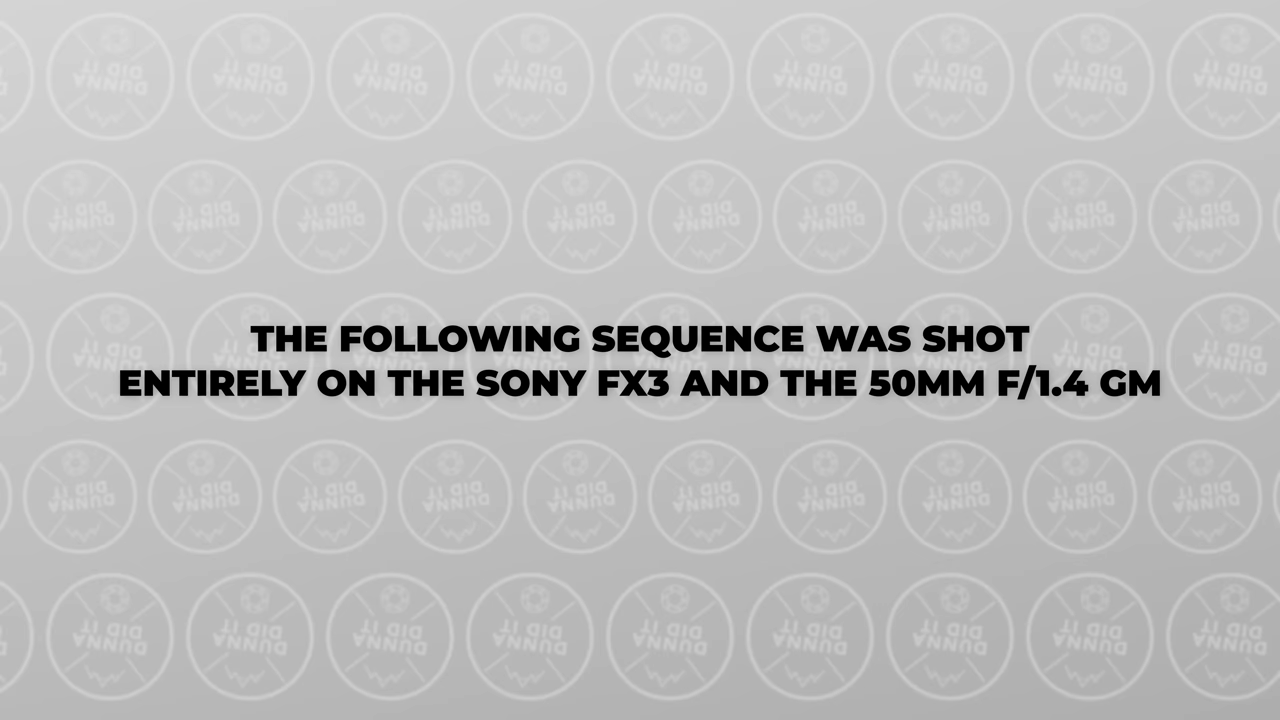 THE FOLLOWING SEQUENCE WAS SHOT
ENTIRELY ON THE SONY FX3 AND THE 50MM F/1.4 GM